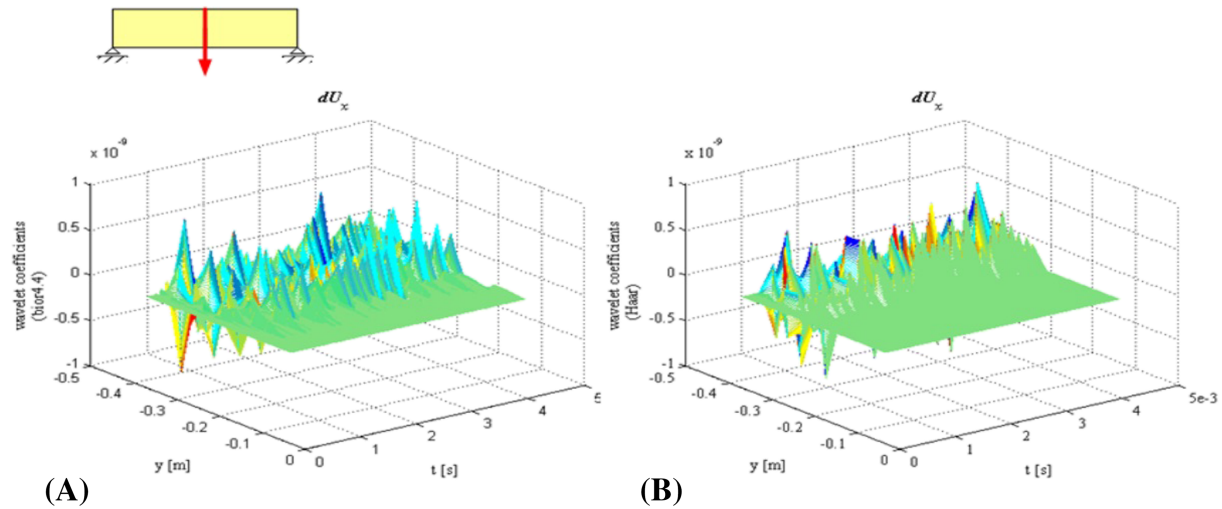 dUx
x 10^-9
1
0.5
0
-0.5
-1
wavelet coefficients
(bior4.4)
-0.5
-0.4
-0.3
-0.2
-0.1
0
y [m]
0
1
2
3
4
t [s]
(A)
dUx
x 10^-9
1
0.5
0
-0.5
-1
wavelet coefficients
(Haar)
-0.5
-0.4
-0.3
-0.2
-0.1
0
y [m]
0
1
2
3
4
5e-3
t [s]
(B)